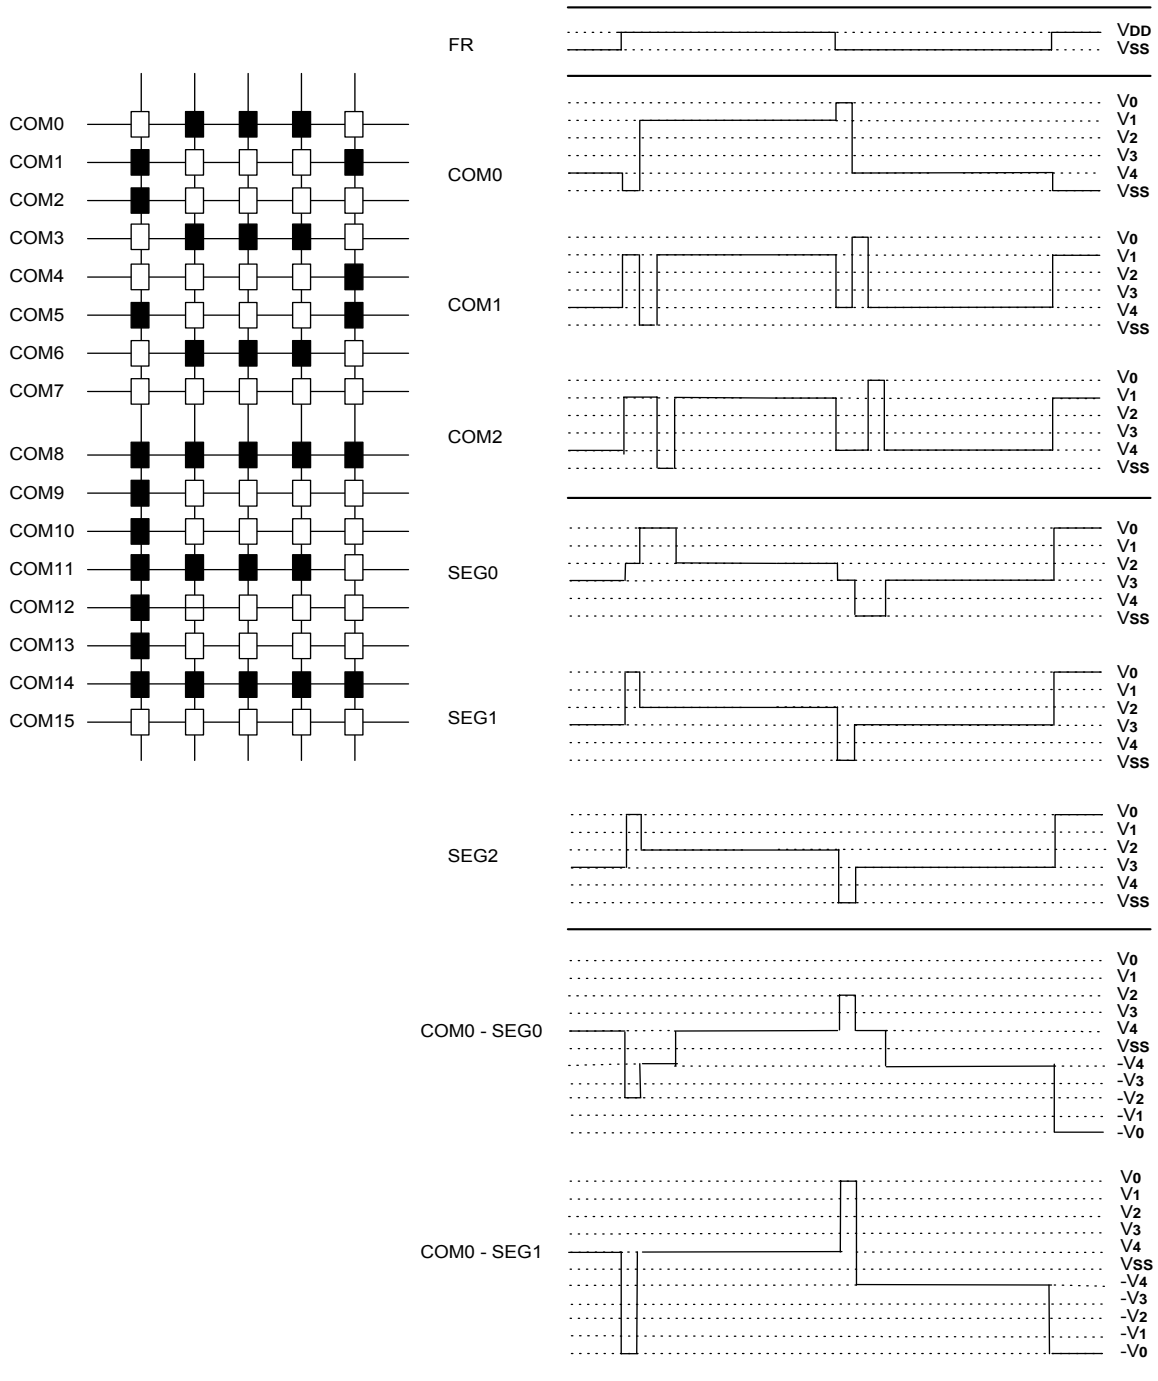 COM0
COM1
COM2
COM3
COM4
COM5
COM6
COM7
COM8
COM9
COM10
COM11
COM12
COM13
COM14
COM15
FR
VDD
VSS
COM0
V0
V1
V2
V3
V4
VSS
COM1
V0
V1
V2
V3
V4
VSS
COM2
V0
V1
V2
V3
V4
VSS
SEG0
V0
V1
V2
V3
V4
VSS
SEG1
V0
V1
V2
V3
V4
VSS
SEG2
V0
V1
V2
V3
V4
VSS
COM0 - SEG0
V0
V1
V2
V3
V4
VSS
-V4
-V3
-V2
-V1
-V0
COM0 - SEG1
V0
V1
V2
V3
V4
VSS
-V4
-V3
-V2
-V1
-V0